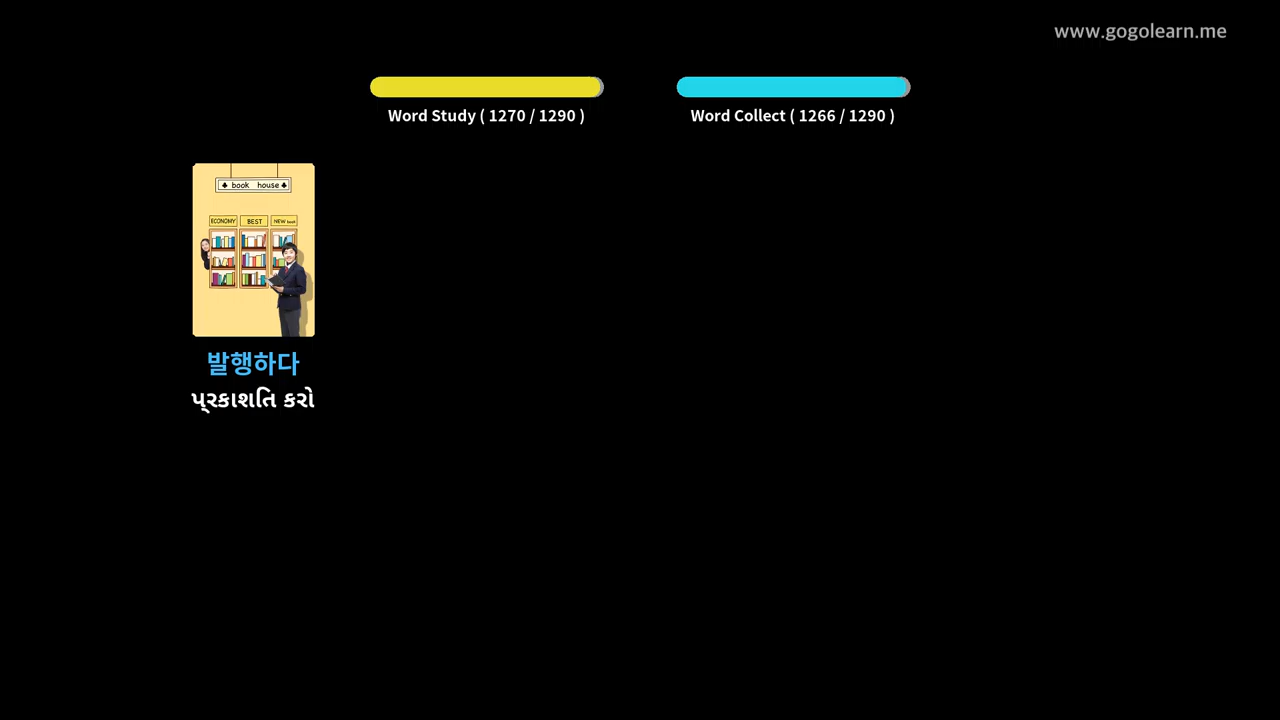 www.gogolearn.me
Word Study ( 1270 / 1290 )
Word Collect ( 1266 / 1290 )
♠ book house ♠
ECONOMY BEST NEW book
발행하다
પ્રકાશતિ કરો